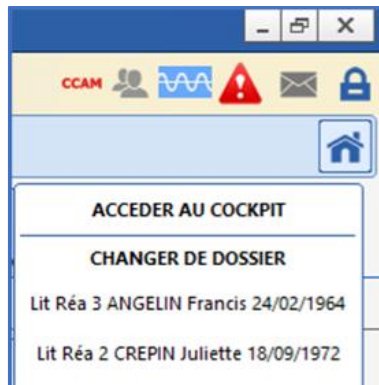 CCAM
ACCEDER AU COCKPIT
CHANGER DE DOSSIER
Lit Réa 3 ANGELIN Francis 24/02/1964
Lit Réa 2 CREPIN Juliette 18/09/1972